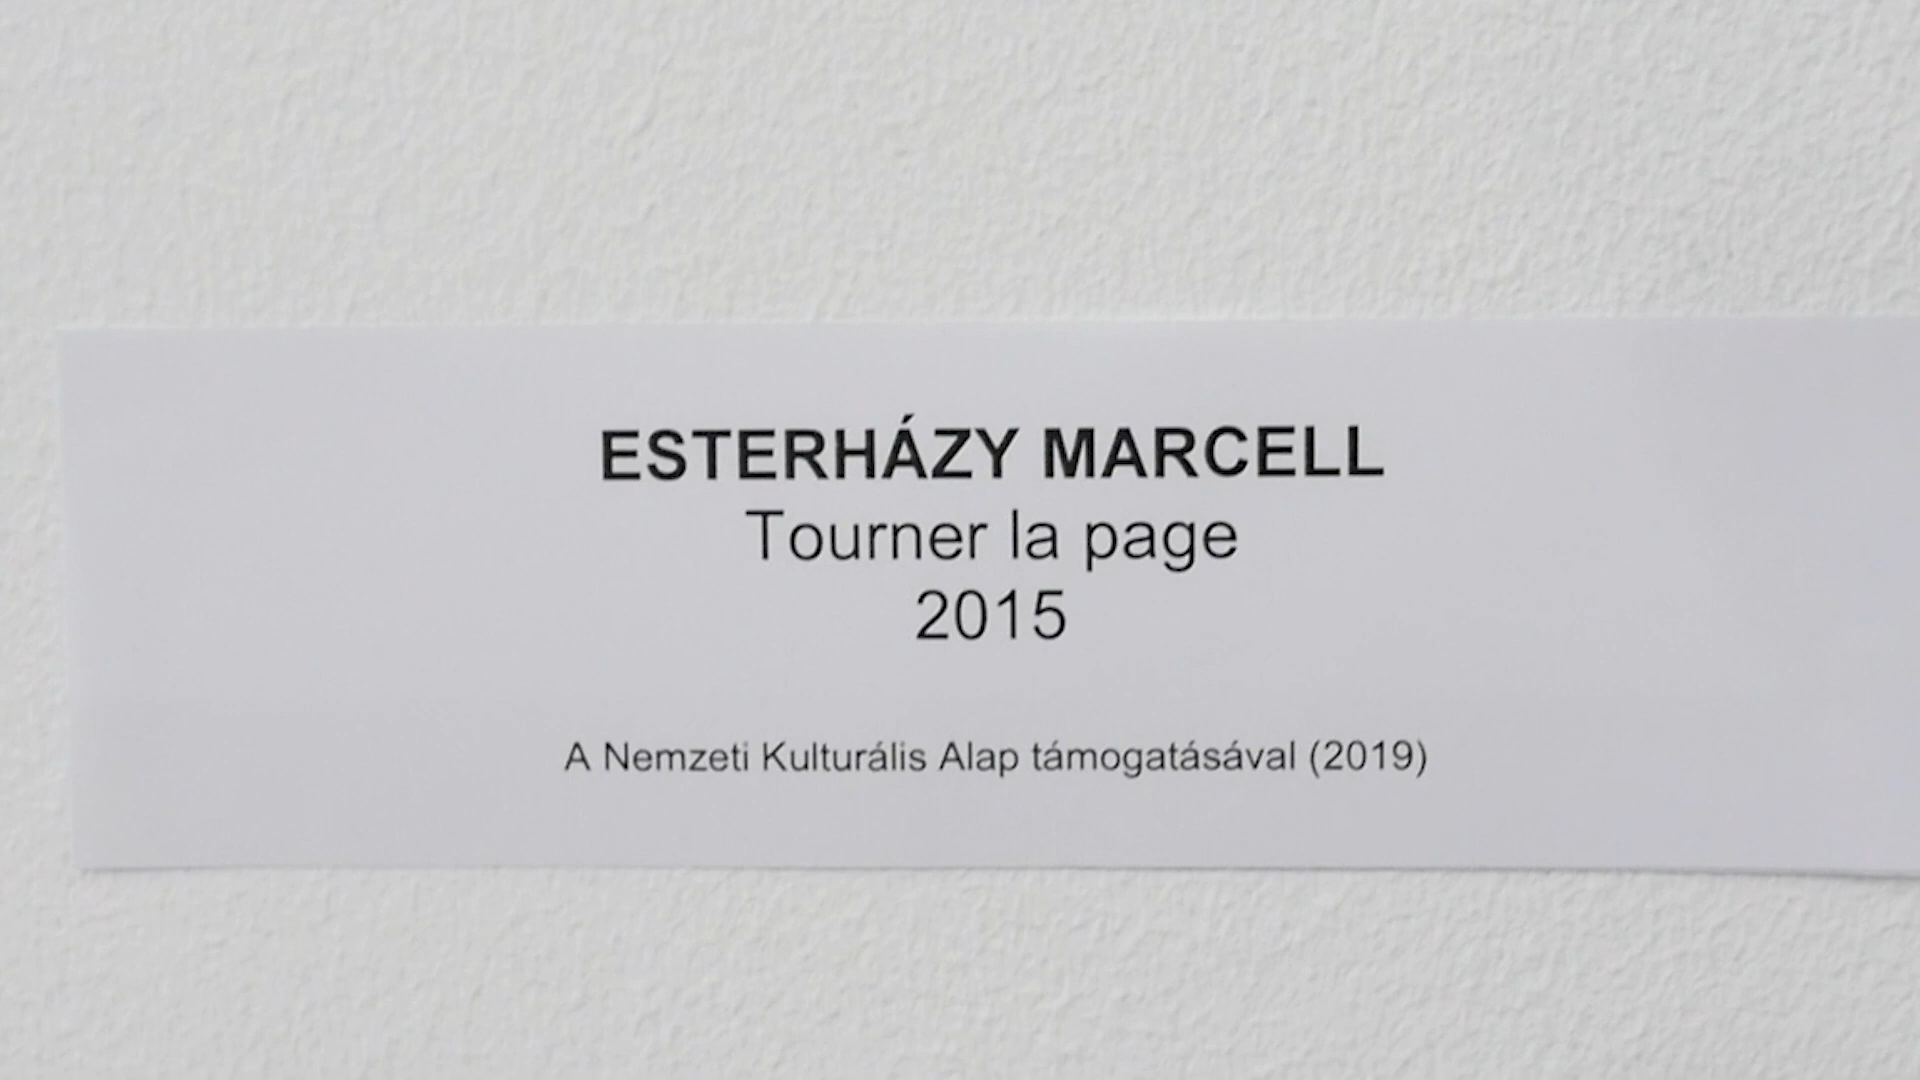 ESTERHÁZY MARCELL
Tourner la page
2015
A Nemzeti Kulturális Alap támogatásával (2019)